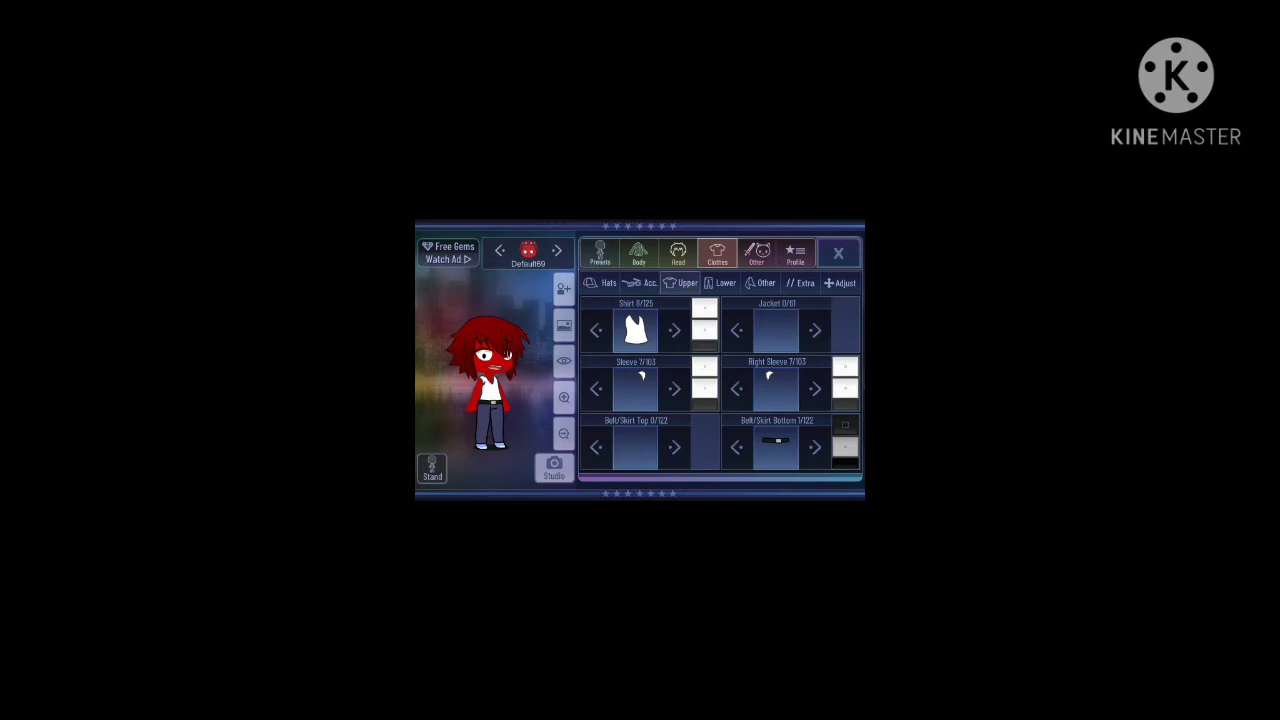 KINEMASTER
Free Gems
Watch Ad
Default69
Presets
Body
Head
Clothes
Other
Profile
X
Hats
Acc.
Upper
Lower
Other
Extra
Adjust
Shirt 8/125
Jacket 0/61
Sleeve 7/103
Right Sleeve 7/103
Belt/Skirt Top 0/122
Belt/Skirt Bottom 1/122
Stand
Studio